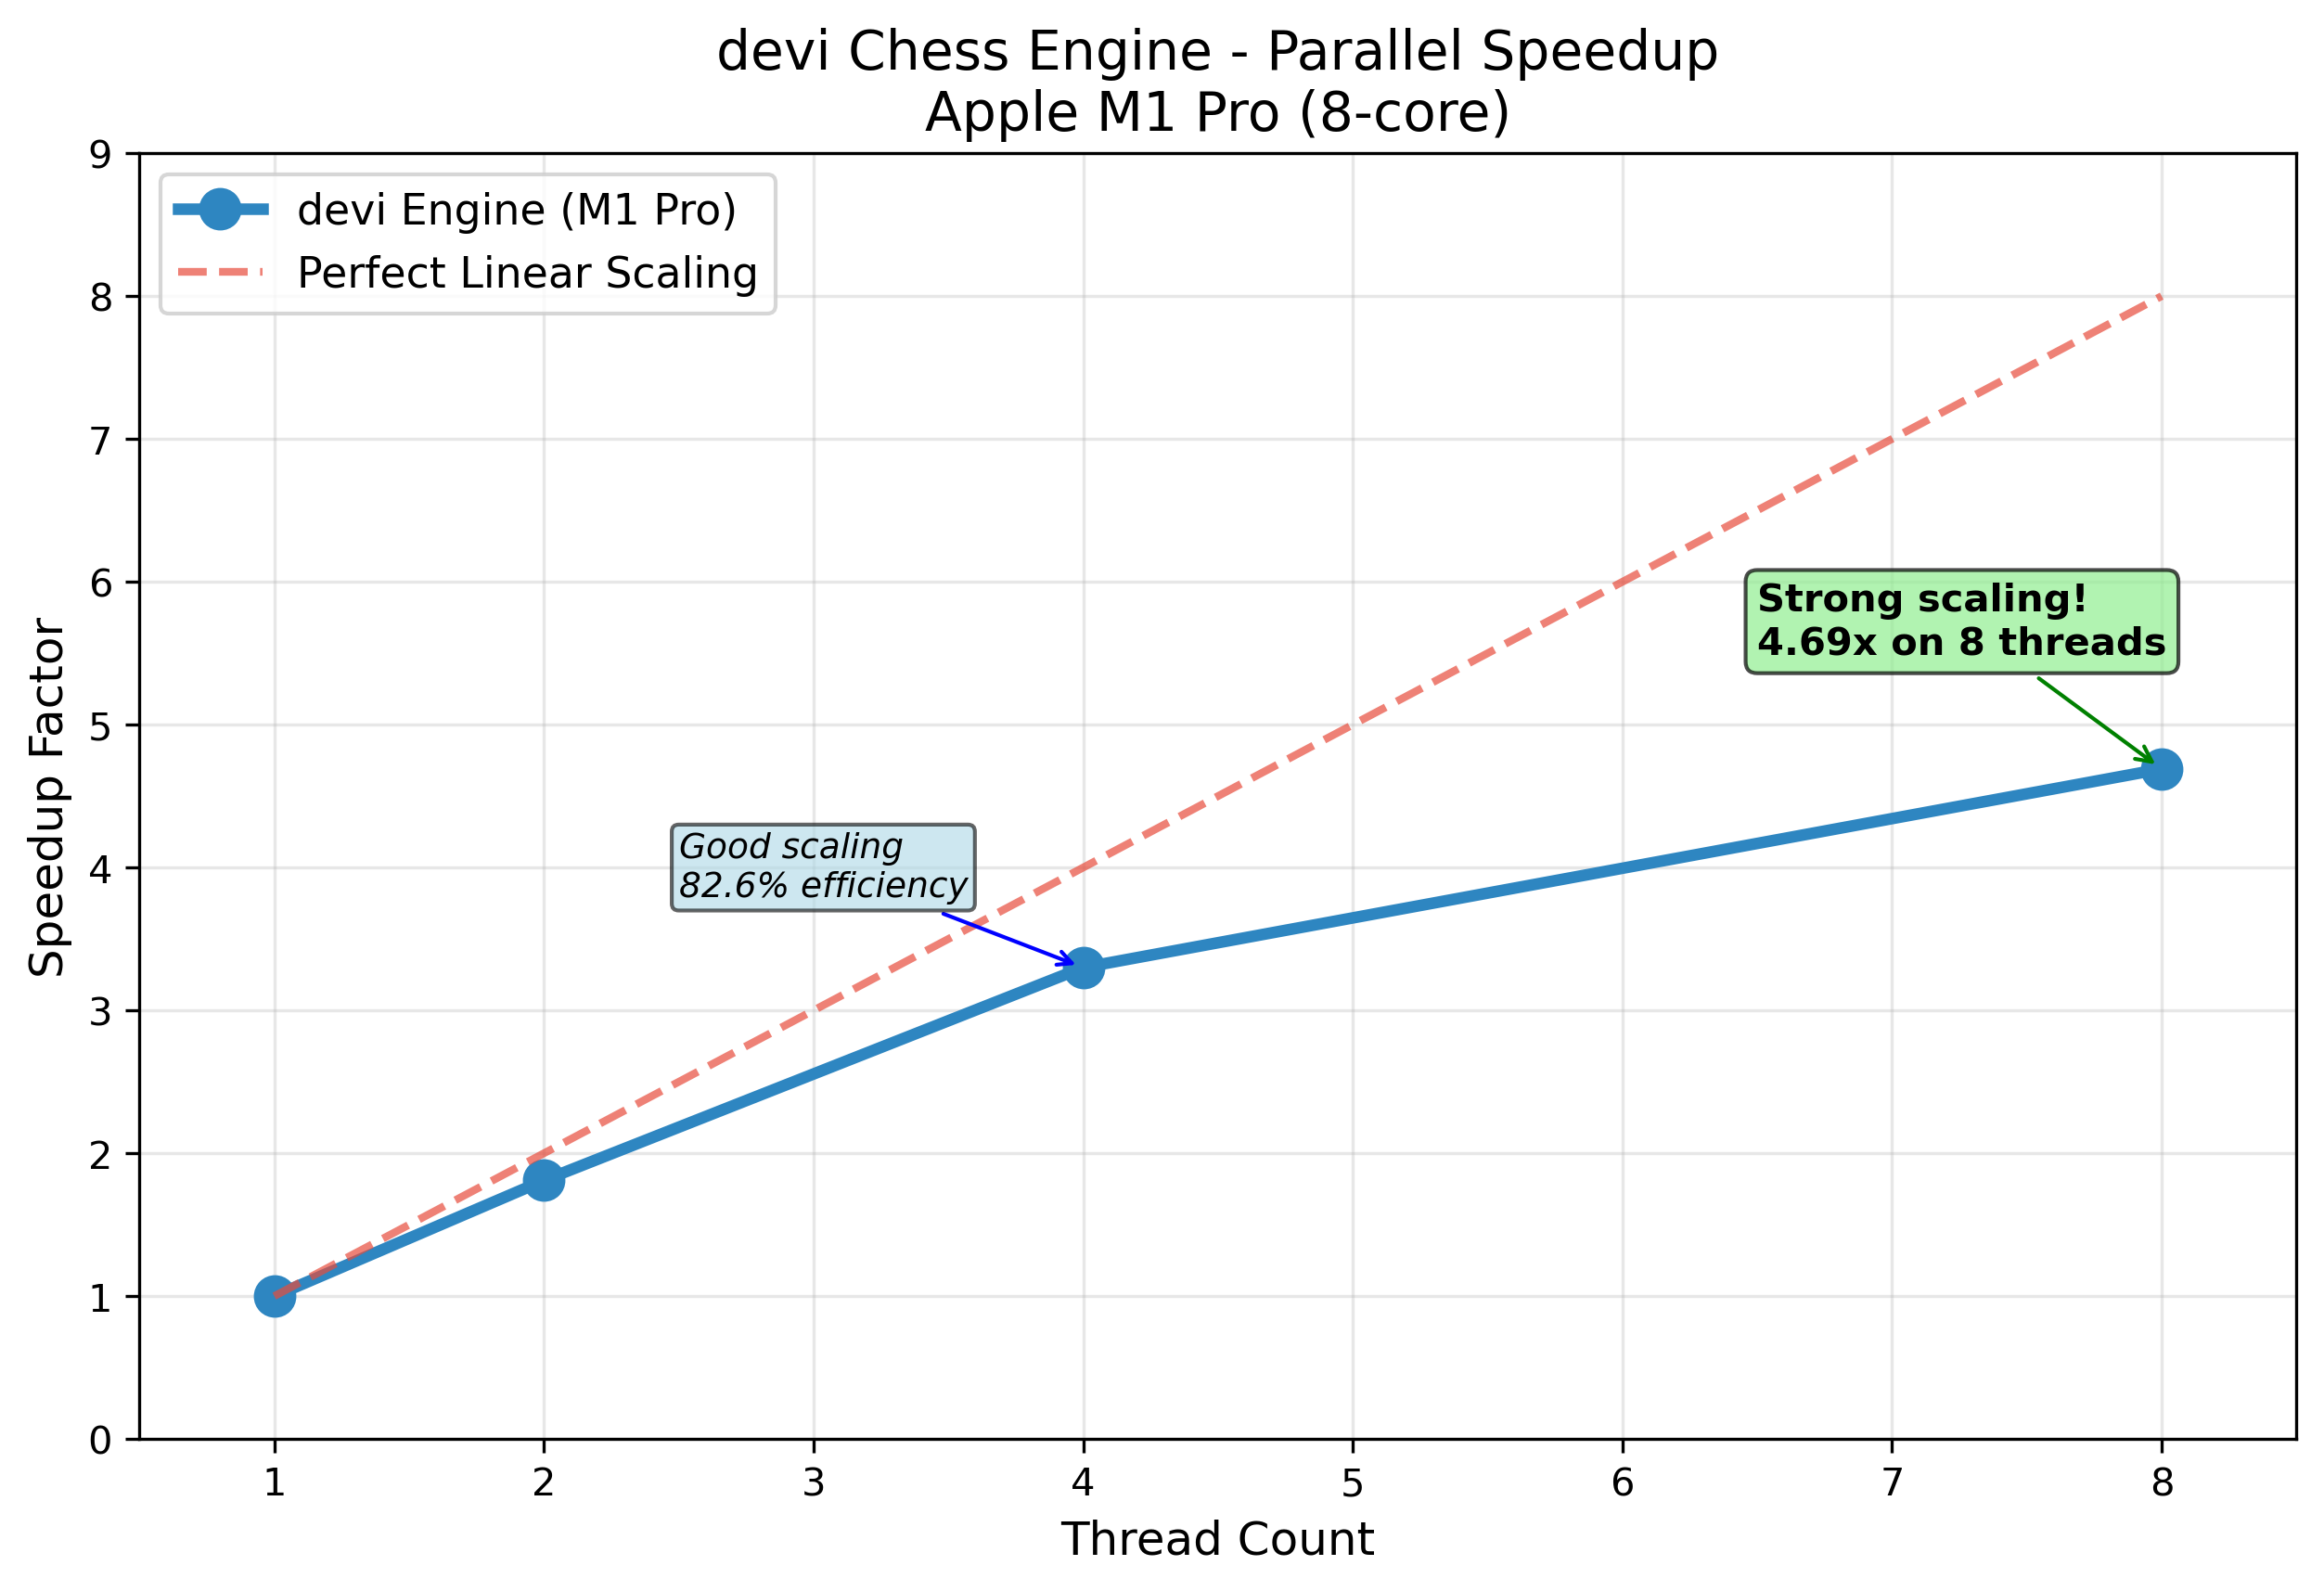 devi Chess Engine - Parallel Speedup
Apple M1 Pro (8-core)
devi Engine (M1 Pro)
Perfect Linear Scaling
Strong scaling!
4.69x on 8 threads
Good scaling
82.6% efficiency
Speedup Factor
9
8
7
6
5
4
3
2
1
0
1 2 3 4 5 6 7 8
Thread Count